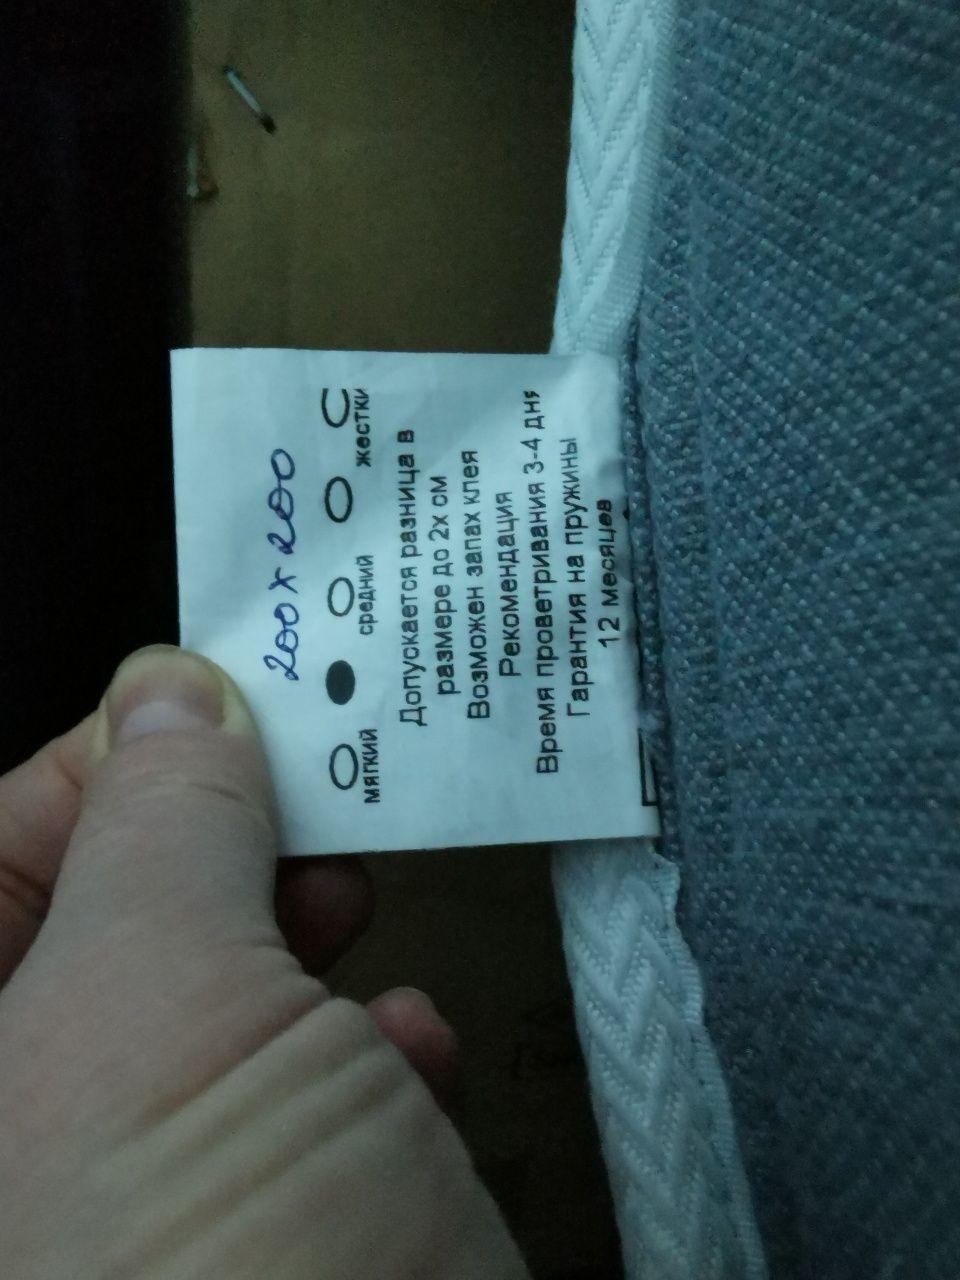 200 х 200
мягкий средний жестки
Допускается разница в
размере до 2х см
Возможен запах клея
Рекомендация
Время проветривания 3-4 дня
Гарантия на пружины
12 месяцев